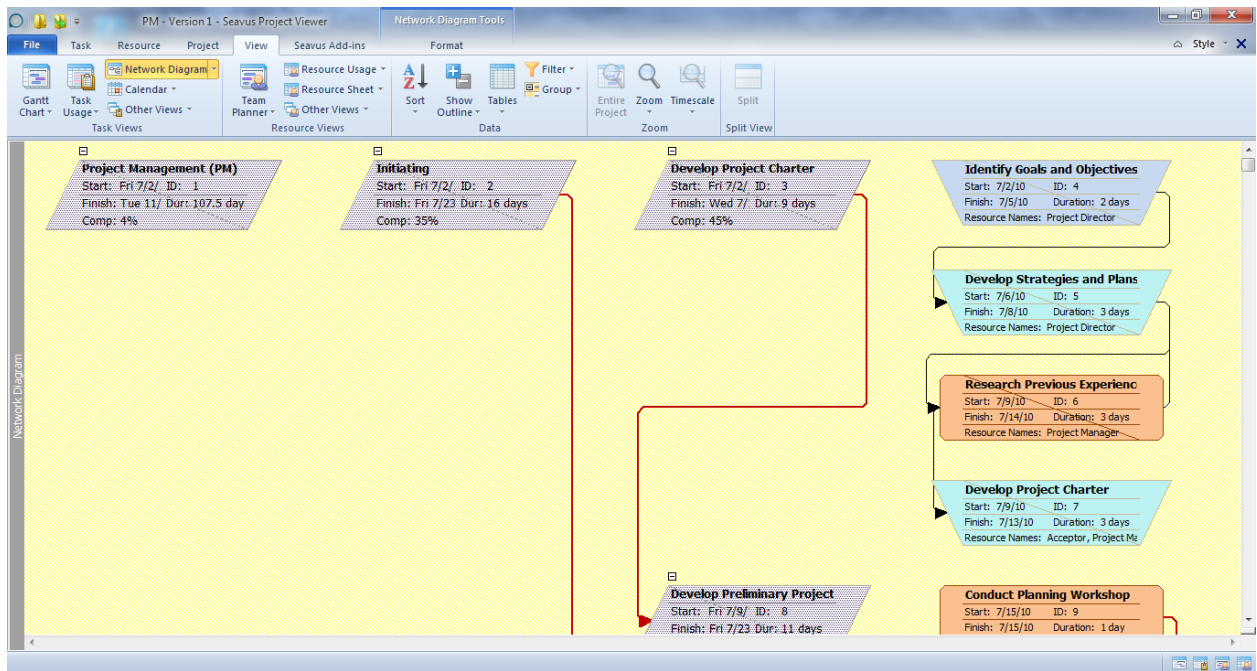 PM - Version 1 - Seavus Project Viewer
Network Diagram Tools
File Task Resource Project View Seavus Add-ins Format Style
Gantt Chart
Task Usage
Network Diagram
Calendar
Other Views
Task Views
Team Planner
Resource Usage
Resource Sheet
Other Views
Resource Views
Sort
Show Outline
Tables
Filter
Group
Data
Entire Project
Zoom
Timescale
Zoom
Split
Split View
Network Diagram
Project Management (PM)
Start: Fri 7/2/ ID: 1
Finish: Tue 11/ Dur: 107.5 day
Comp: 4%
Initiating
Start: Fri 7/2/ ID: 2
Finish: Fri 7/23 Dur: 16 days
Comp: 35%
Develop Project Charter
Start: Fri 7/2/ ID: 3
Finish: Wed 7/ Dur: 9 days
Comp: 45%
Identify Goals and Objectives
Start: 7/2/10 ID: 4
Finish: 7/5/10 Duration: 2 days
Resource Names: Project Director
Develop Strategies and Plans
Start: 7/6/10 ID: 5
Finish: 7/8/10 Duration: 3 days
Resource Names: Project Director
Research Previous Experienc
Start: 7/9/10 ID: 6
Finish: 7/14/10 Duration: 3 days
Resource Names: Project Manager
Develop Project Charter
Start: 7/9/10 ID: 7
Finish: 7/13/10 Duration: 3 days
Resource Names: Acceptor, Project Ma
Develop Preliminary Project
Start: Fri 7/9/ ID: 8
Finish: Fri 7/23 Dur: 11 days
Conduct Planning Workshop
Start: 7/15/10 ID: 9
Finish: 7/15/10 Duration: 1 day